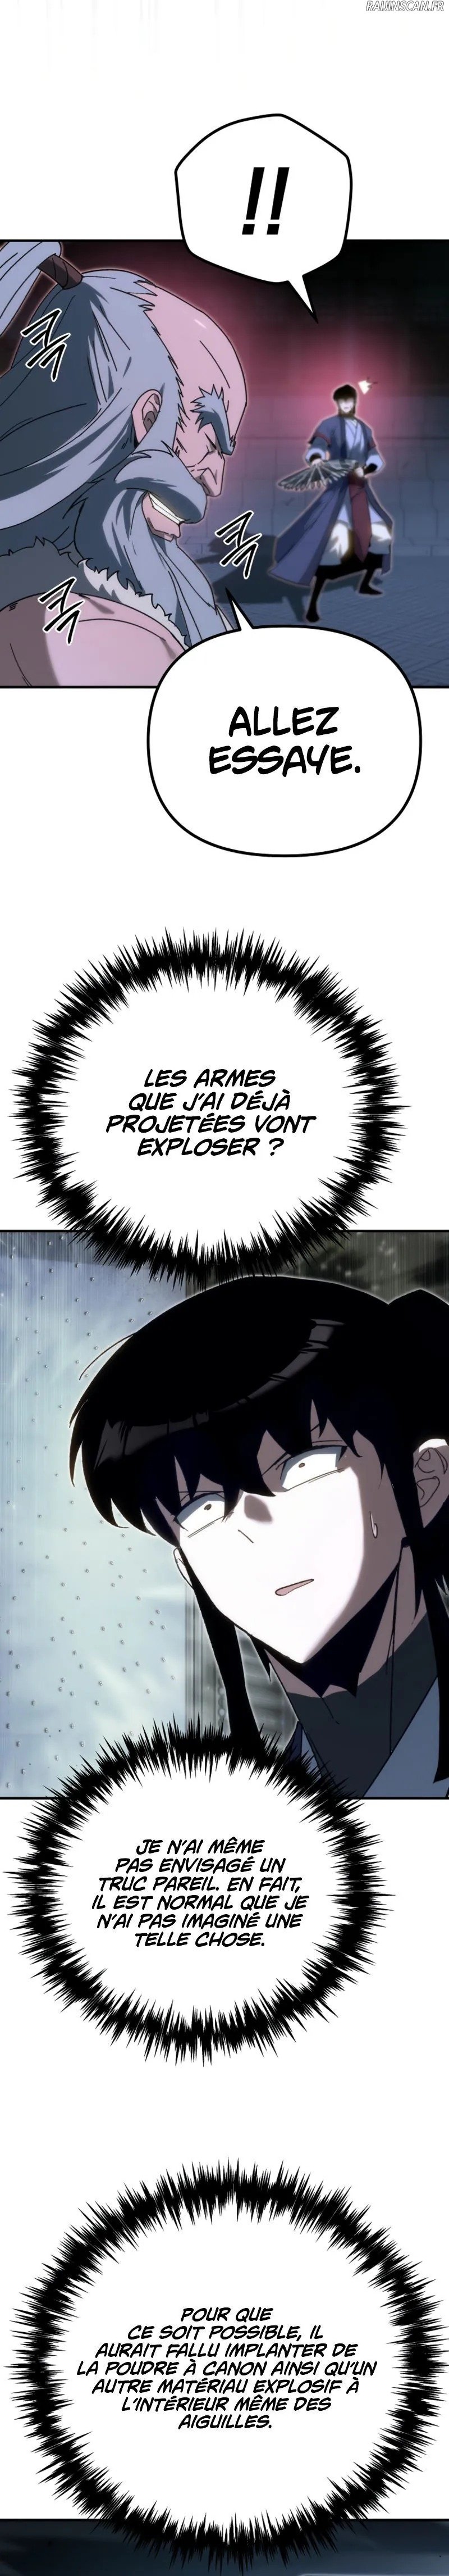 RAIJINSCAN.FR
!!
ALLEZ
ESSAYE.
LES ARMES
QUE J'AI DÉJÀ
PROJETÉES VONT
EXPLOSER ?
JE N'AI MÊME
PAS ENVISAGÉ UN
TRUC PAREIL. EN FAIT,
IL EST NORMAL QUE JE
N'AI PAS IMAGINÉ UNE
TELLE CHOSE.
POUR QUE
CE SOIT POSSIBLE, IL
AURAIT FALLU IMPLANTER DE
LA POUDRE À CANON AINSI QU'UN
AUTRE MATÉRIAU EXPLOSIF À
L'INTÉRIEUR MÊME DES
AIGUILLES.